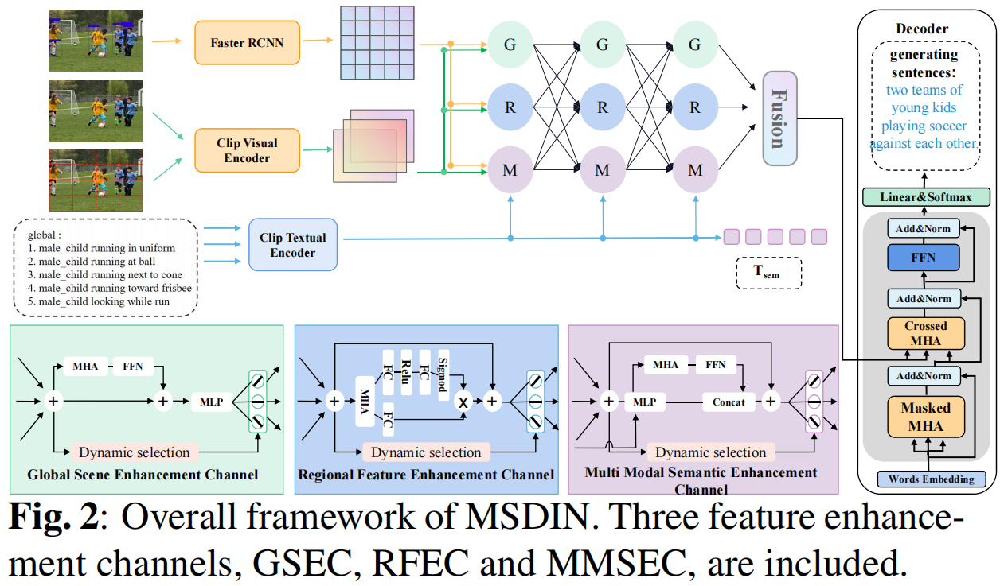 Faster RCNN
Clip Visual
Encoder
global :
1. male_child running in uniform
2. male_child running at ball
3. male_child running next to cone
4. male_child running toward frisbee
5. male_child looking while run
Clip Textual
Encoder
G
G
G
R
R
R
M
M
M
Fusion
T_sem
Decoder
generating
sentences:
two teams of
young kids
playing soccer
against each other.
Linear&Softmax
Add&Norm
FFN
Add&Norm
Crossed
MHA
Add&Norm
Masked
MHA
Words Embedding
MHA
FFN
MLP
Dynamic selection
Global Scene Enhancement Channel
MHA
FC
Relu
FC
Sigmod
FC
X
Dynamic selection
Regional Feature Enhancement Channel
MHA
FFN
MLP
Concat
Dynamic selection
Multi Modal Semantic Enhancement
Channel
Fig. 2: Overall framework of MSDIN. Three feature enhance-
ment channels, GSEC, RFEC and MMSEC, are included.